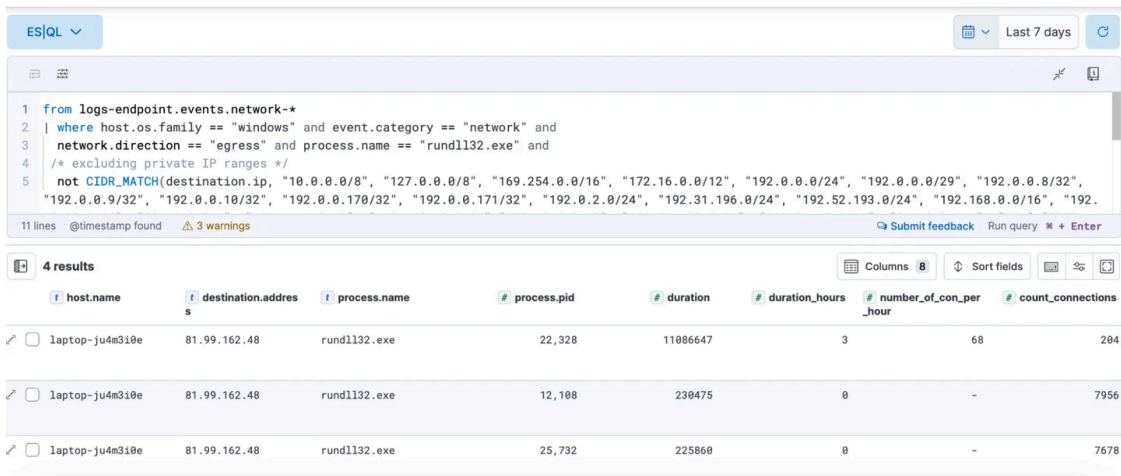 ES|QL
Last 7 days
1 from logs-endpoint.events.network-*
2 | where host.os.family == "windows" and event.category == "network" and
3 network.direction == "egress" and process.name == "rundll32.exe" and
4 /* excluding private IP ranges */
5 not CIDR_MATCH(destination.ip, "10.0.0.0/8", "127.0.0.0/8", "169.254.0.0/16", "172.16.0.0/12", "192.0.0.0/24", "192.0.0.0/29", "192.0.0.8/32",
"192.0.0.9/32", "192.0.0.10/32", "192.0.0.170/32", "192.0.0.171/32", "192.0.2.0/24", "192.31.196.0/24", "192.52.193.0/24", "192.168.0.0/16", "192.
11 lines @timestamp found 3 warnings Submit feedback Run query ⌘ + Enter
4 results Columns 8 Sort fields
t host.name t destination.addres t process.name # process.pid # duration # duration_hours # number_of_con_per # count_connections
s _hour
laptop-ju4m3i0e 81.99.162.48 rundll32.exe 22,328 11086647 3 68 204
laptop-ju4m3i0e 81.99.162.48 rundll32.exe 12,108 230475 0 - 7956
laptop-ju4m3i0e 81.99.162.48 rundll32.exe 25,732 225860 0 - 7678